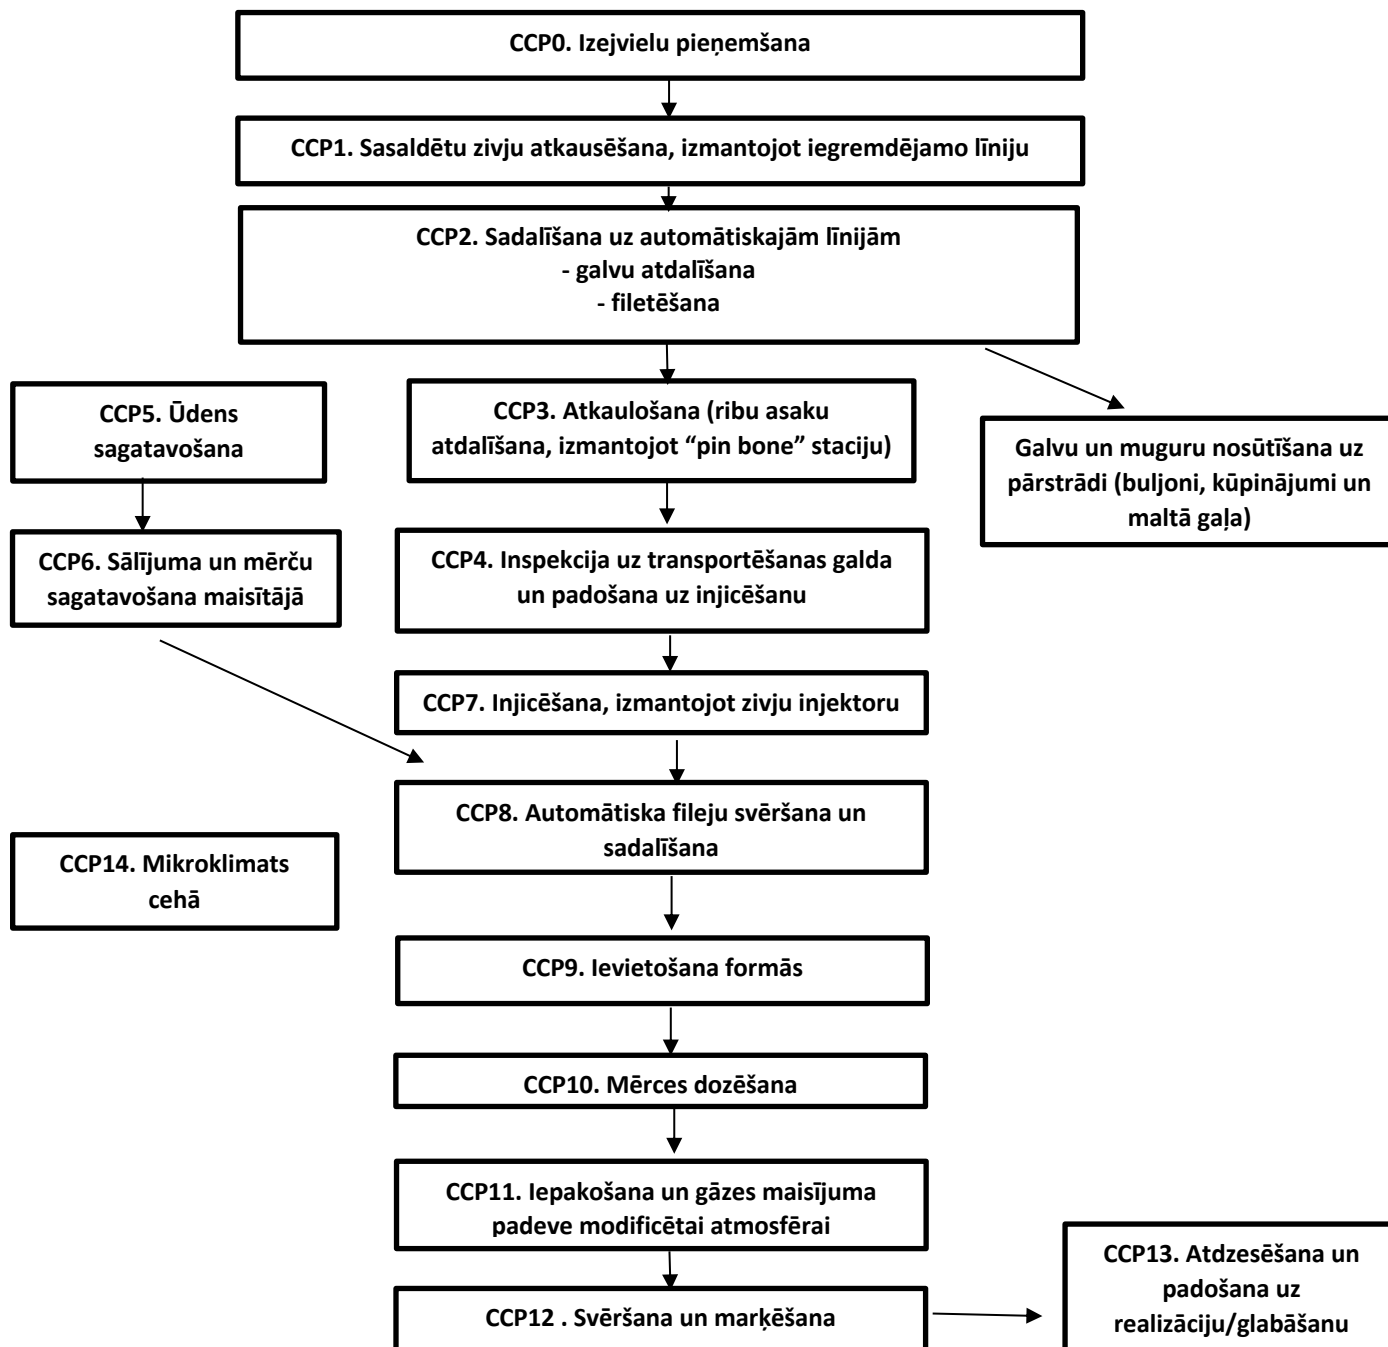 CCP0. Izejvielu pieņemšana
CCP1. Sasaldētu zivju atkausēšana, izmantojot iegremdējamo līniju
CCP2. Sadalīšana uz automātiskajām līnijām
- galvu atdalīšana
- filetēšana
CCP5. Ūdens
sagatavošana
CCP3. Atkaulošana (ribu asaku
atdalīšana, izmantojot “pin bone” staciju)
Galvu un muguru nosūtīšana uz
pārstrādi (buljoni, kūpinājumi un
maltā gaļa)
CCP6. Sālījuma un mērču
sagatavošana maisītājā
CCP4. Inspekcija uz transportēšanas galda
un padošana uz injicēšanu
CCP7. Injicēšana, izmantojot zivju injektoru
CCP8. Automātiska fileju svēršana un
sadalīšana
CCP14. Mikroklimats
cehā
CCP9. Ievietošana formās
CCP10. Mērces dozēšana
CCP11. Iepakošana un gāzes maisījuma
padeve modificētai atmosfērai
CCP13. Atdzesēšana un
padošana uz
realizāciju/glabāšanu
CCP12 . Svēršana un marķēšana